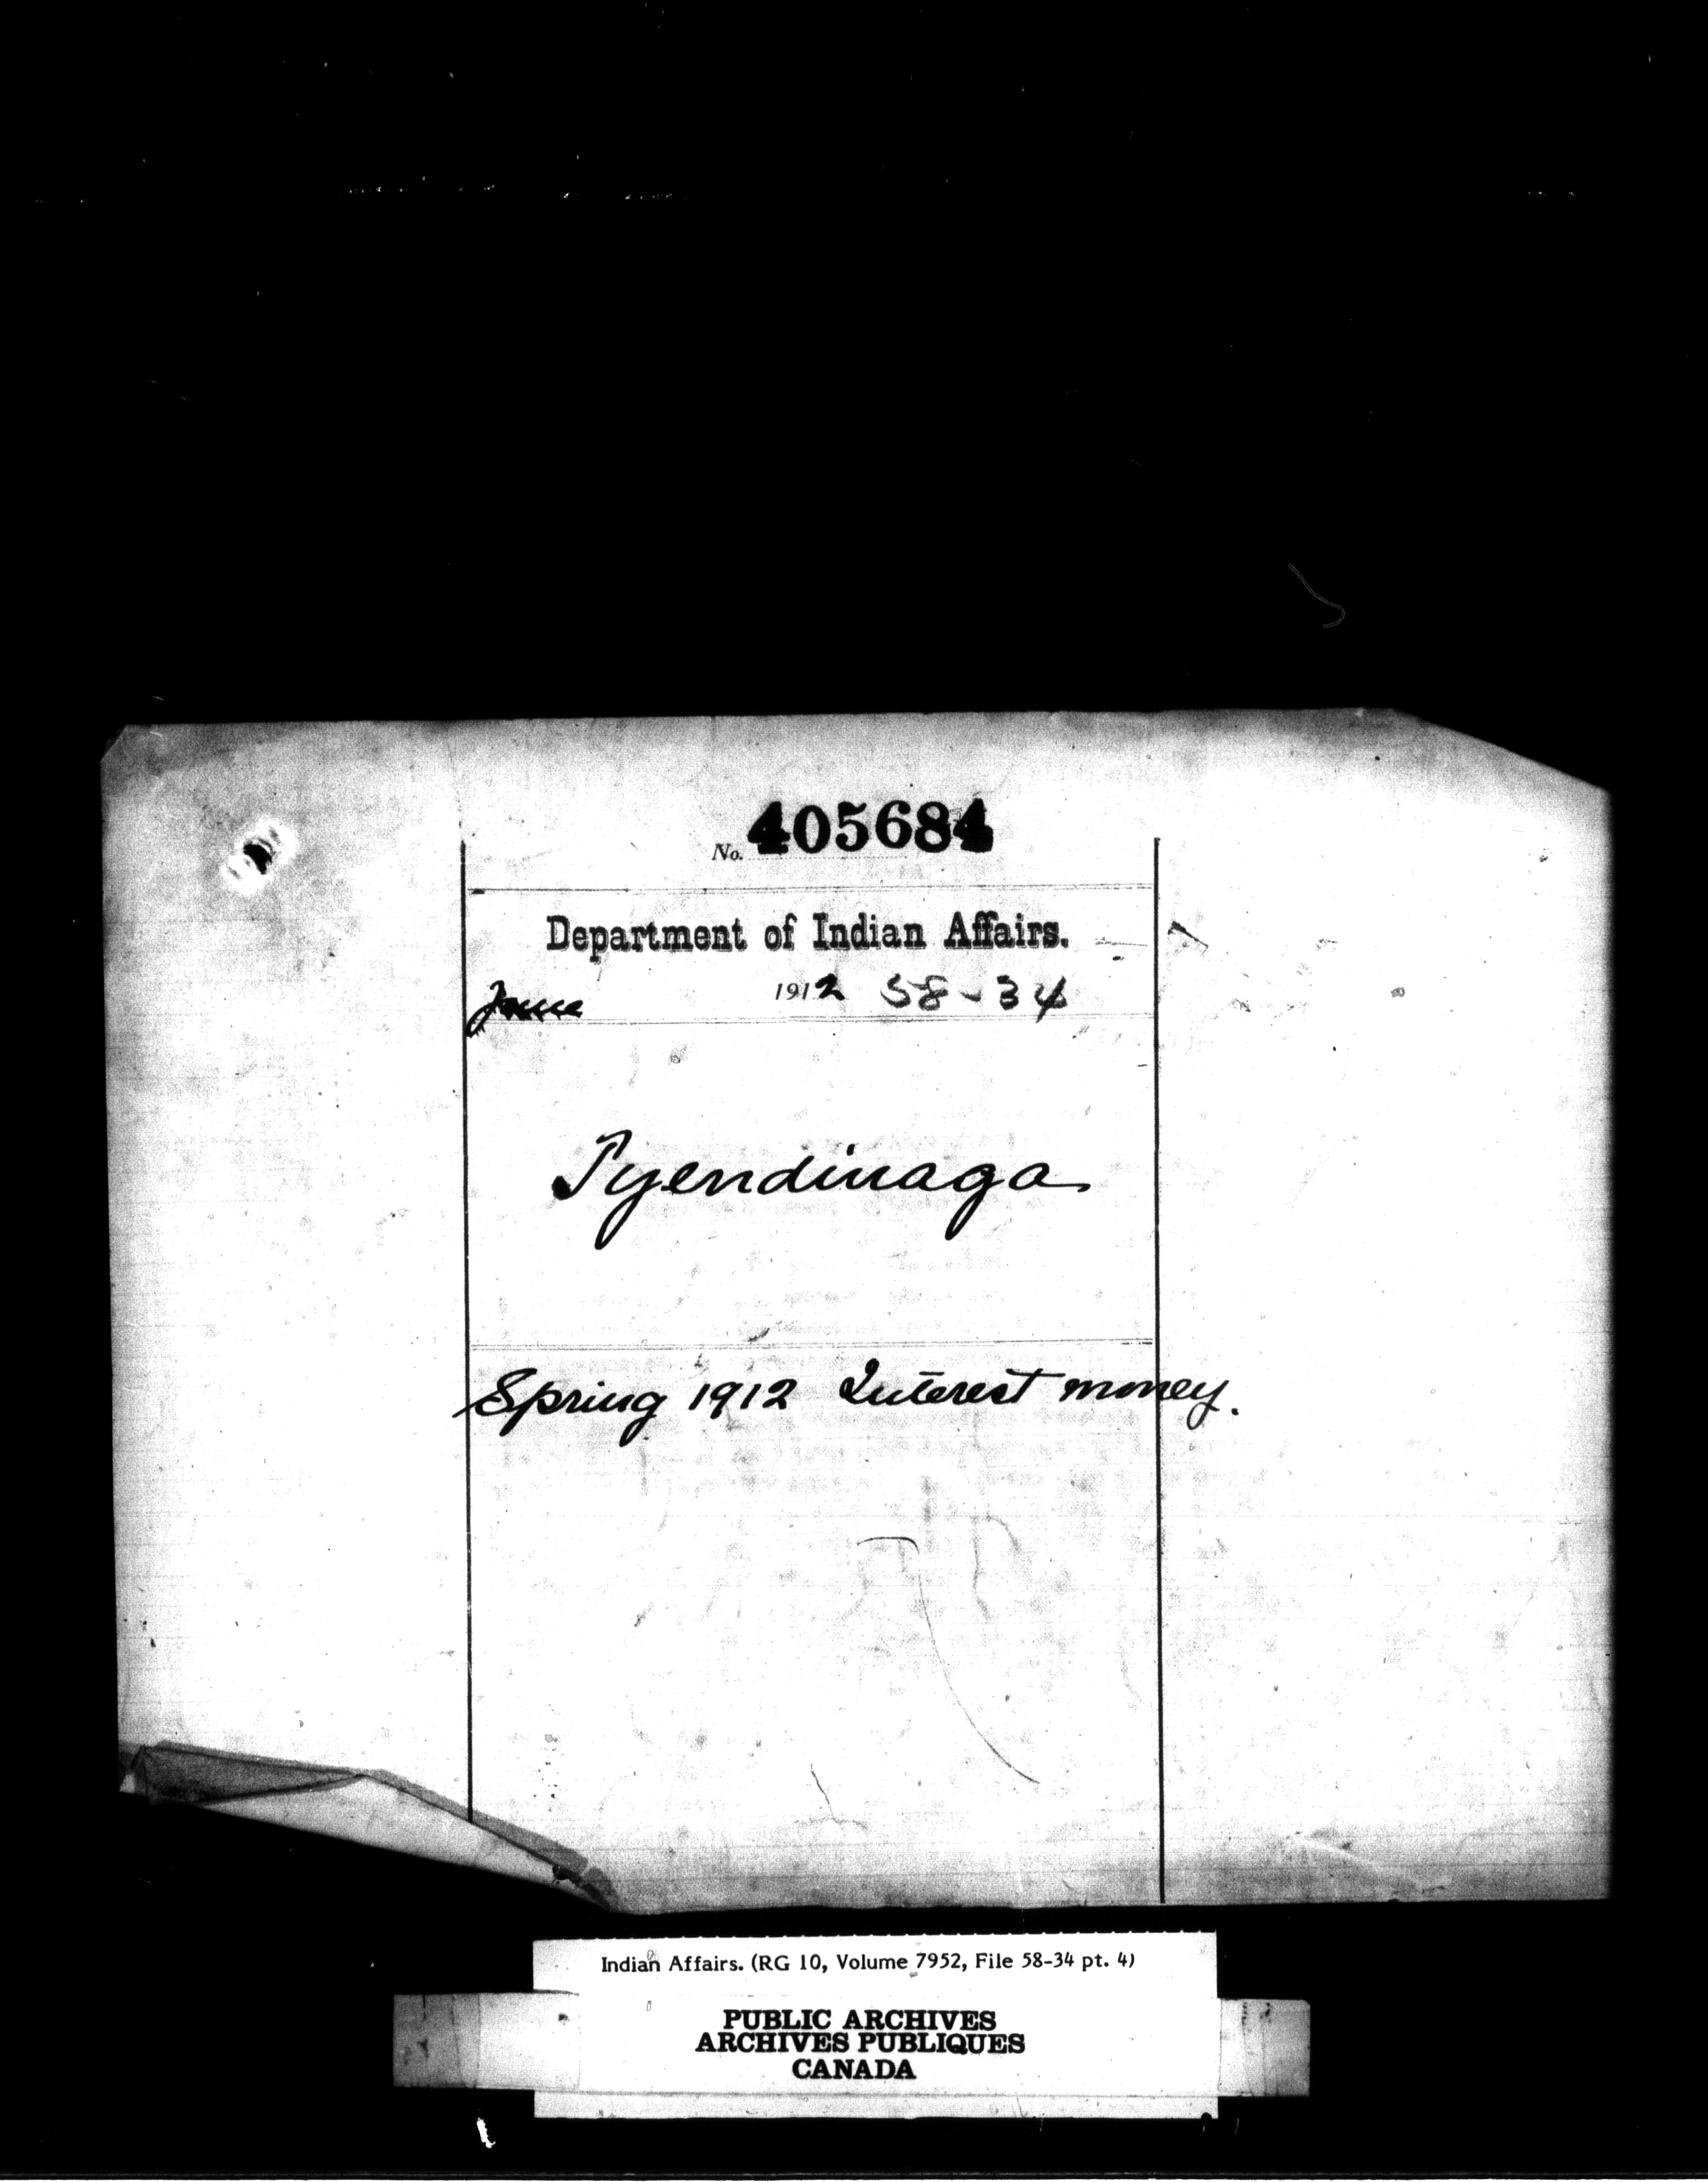 No. 405684
Department of Indian Affairs.
June 1912 58-34
Tyendinaga
Spring 1912 Interest money.
Indian Affairs. (RG 10, Volume 7952, File 58-34 pt. 4)
PUBLIC ARCHIVES
ARCHIVES PUBLIQUES
CANADA